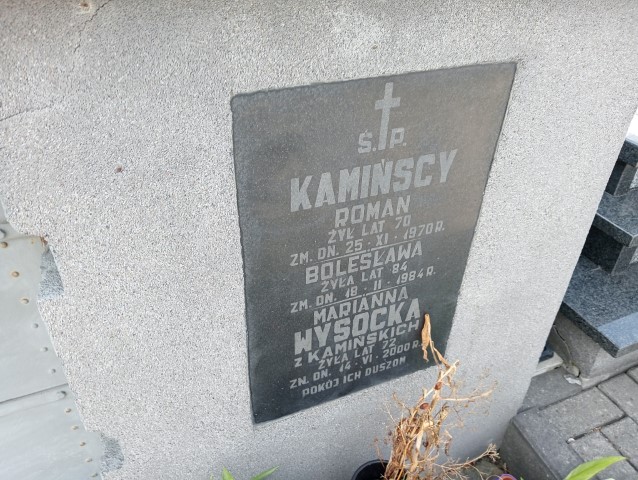 Ś.P.
KAMIŃSCY
ROMAN
ŻYŁ LAT 70
ZM. DN. 25 · XI · 1970 R.
BOLESŁAWA
ŻYŁA LAT 84
ZM. DN. 18 · II · 1984 R.
MARIANNA
WYSOCKA
Z KAMIŃSKICH
ŻYŁA LAT 72
ZN. DN. 14 · VI · 2000 R.
POKÓJ ICH DUSZOM